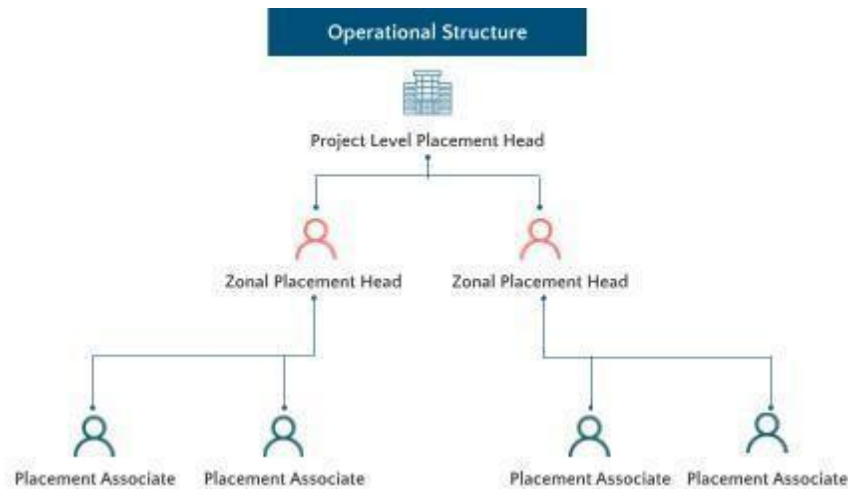 Operational Structure
Project Level Placement Head
Zonal Placement Head
Zonal Placement Head
Placement Associate
Placement Associate
Placement Associate
Placement Associate